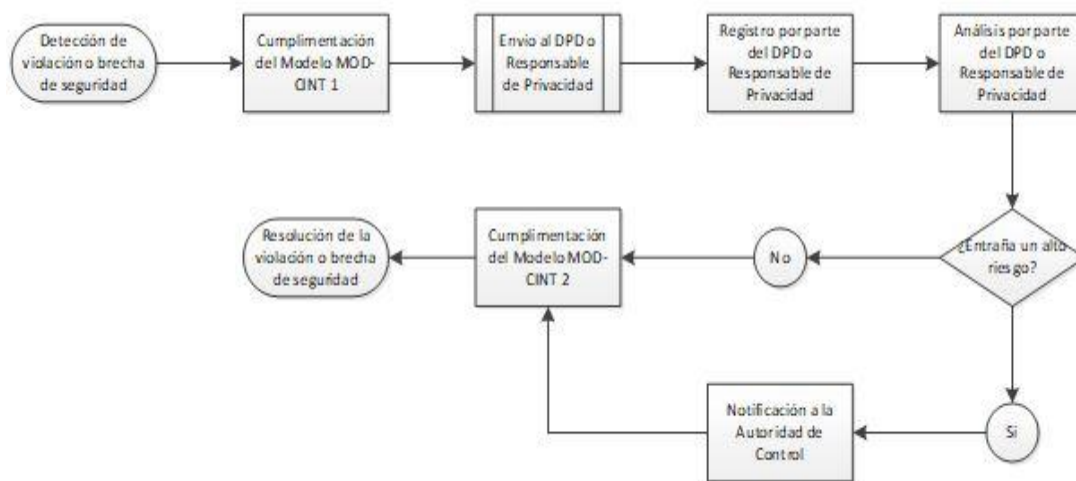 Detección de
violación o brecha
de seguridad
Cumplimentación
del Modelo MOD-
CINT 1
Envio al DPD o
Responsable
de Privacidad
Registro por parte
del DPD o
Responsable de
Privacidad
Análisis por parte
del DPD o
Responsable de
Privacidad
¿Entraña un alto
riesgo?
No
Cumplimentación
del Modelo MOD-
CINT 2
Resolución de la
violación o brecha
de seguridad
Si
Notificación a la
Autoridad de
Control